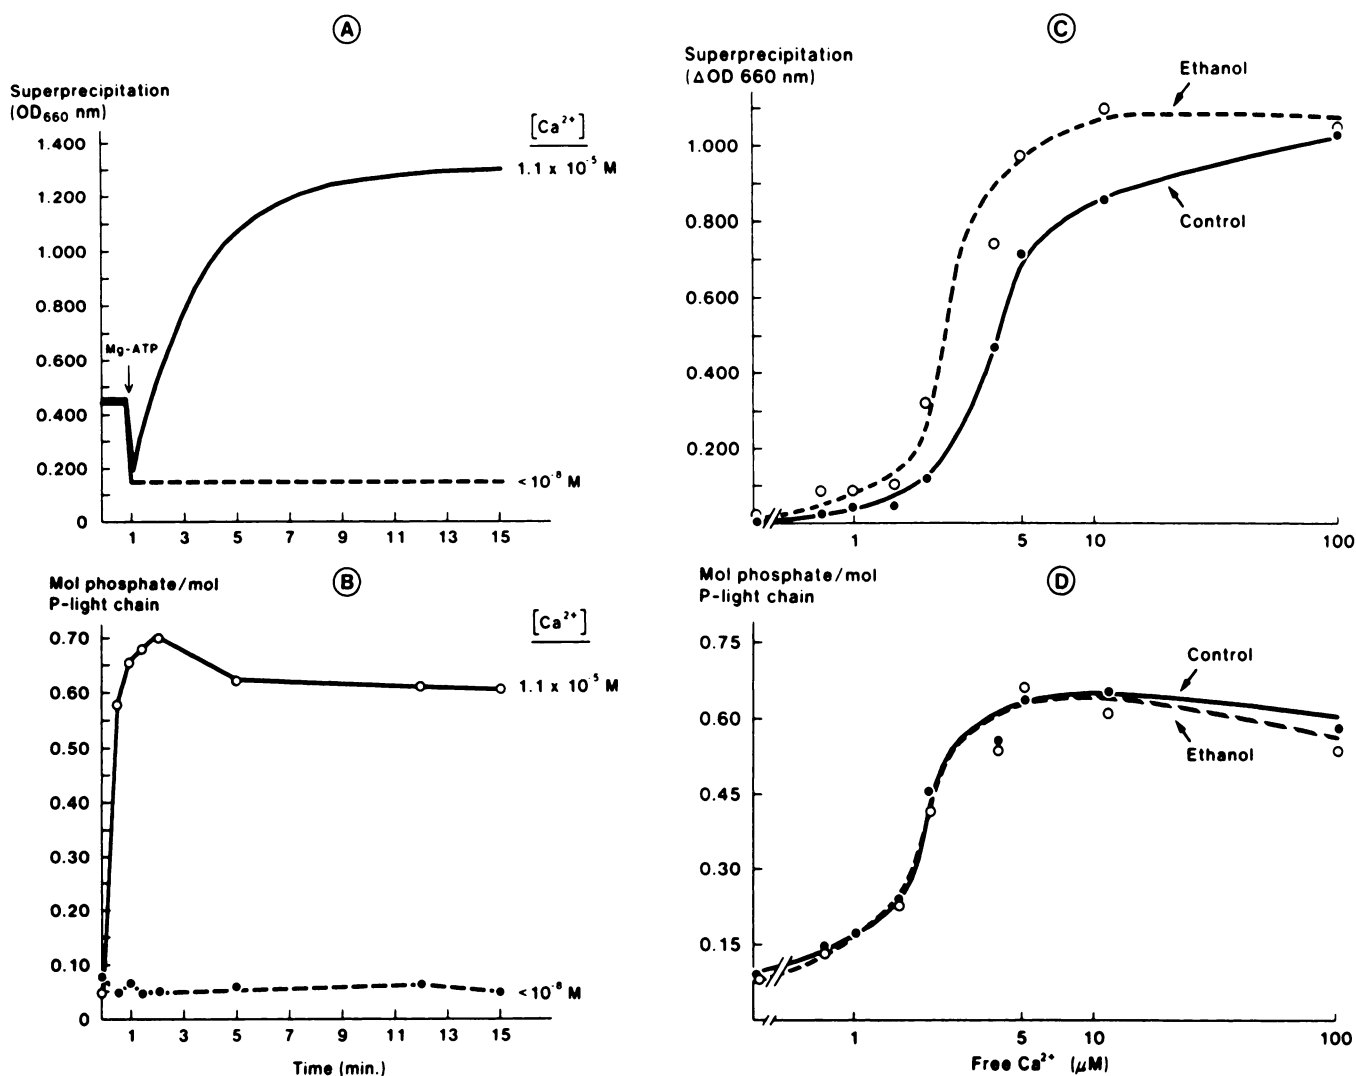 A
Superprecipitation
(OD660 nm)
[Ca2+]
1.400
1.1 x 10-5 M
1.200
1.000
0.800
0.600
Mg-ATP
0.400
0.200
<10-8 M
0
1 3 5 7 9 11 13 15
B
Mol phosphate/mol
P-light chain
[Ca2+]
0.70
1.1 x 10-5 M
0.60
0.50
0.40
0.30
0.20
0.10
<10-8 M
0
1 3 5 7 9 11 13 15
Time (min.)
C
Superprecipitation
(ΔOD 660 nm)
Ethanol
1.000
0.800
Control
0.600
0.400
0.200
1 5 10 100
D
Mol phosphate/mol
P-light chain
0.75
Control
0.60
Ethanol
0.45
0.30
0.15
1 5 10 100
Free Ca2+ (μM)